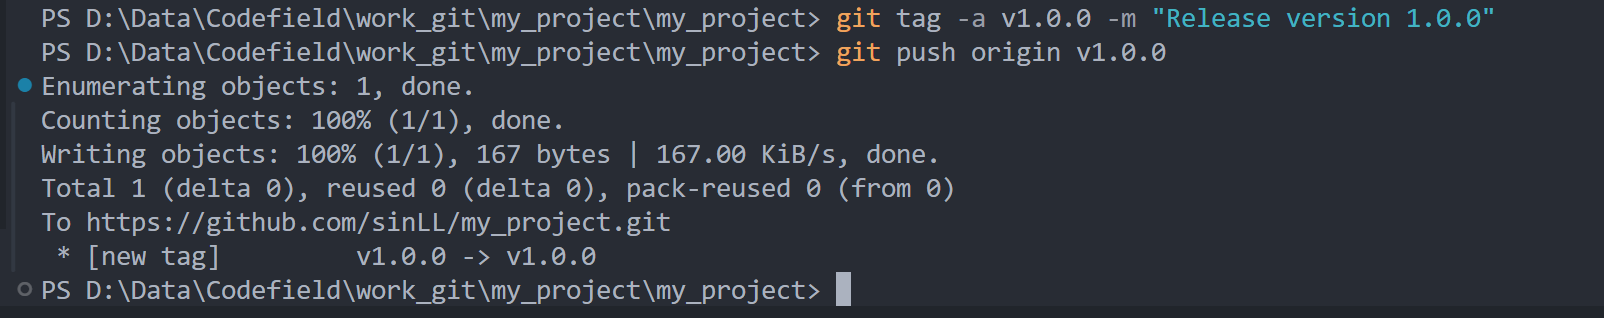 PS D:\Data\Codefield\work_git\my_project\my_project> git tag -a v1.0.0 -m "Release version 1.0.0"
PS D:\Data\Codefield\work_git\my_project\my_project> git push origin v1.0.0
Enumerating objects: 1, done.
Counting objects: 100% (1/1), done.
Writing objects: 100% (1/1), 167 bytes | 167.00 KiB/s, done.
Total 1 (delta 0), reused 0 (delta 0), pack-reused 0 (from 0)
To https://github.com/sinLL/my_project.git
 * [new tag]         v1.0.0 -> v1.0.0
PS D:\Data\Codefield\work_git\my_project\my_project>